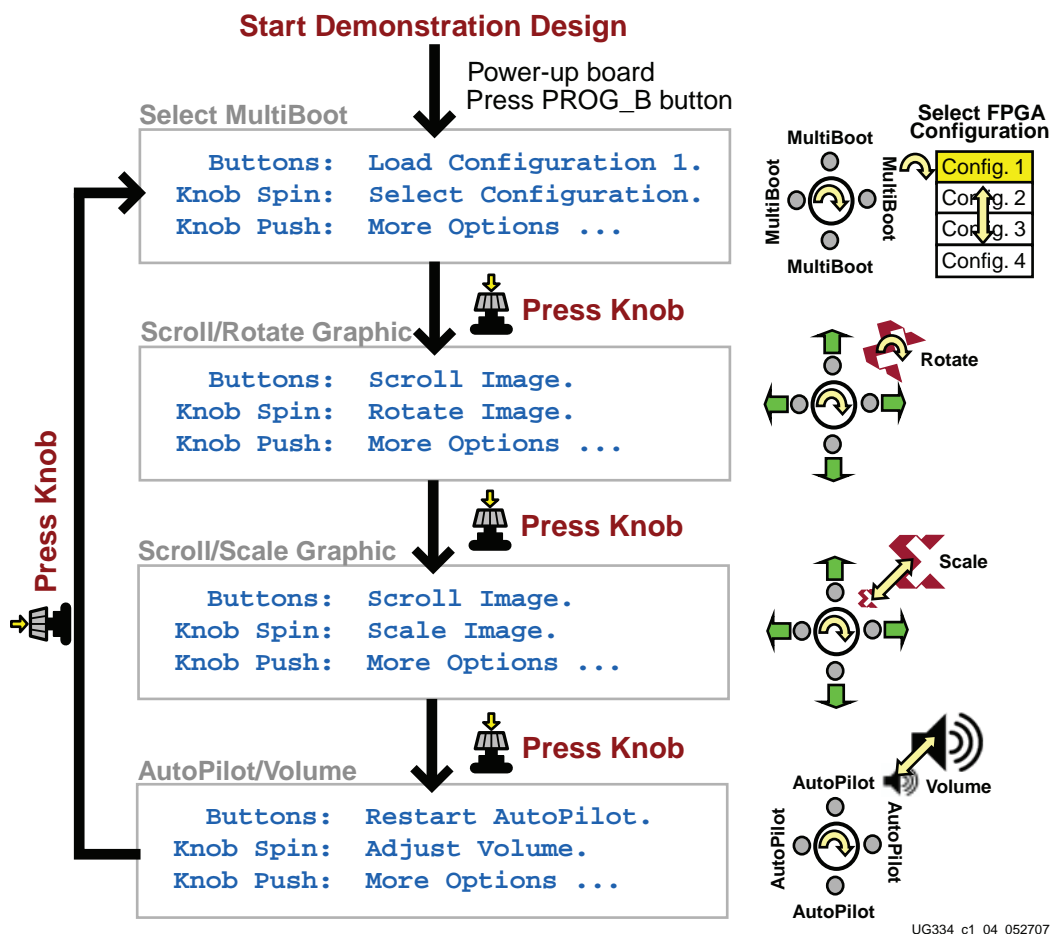 Start Demonstration Design
Power-up board
Press PROG_B button
Select MultiBoot
Buttons: Load Configuration 1.
Knob Spin: Select Configuration.
Knob Push: More Options ...
MultiBoot
MultiBoot
MultiBoot
MultiBoot
Select FPGA
Configuration
Config. 1
Config. 2
Config. 3
Config. 4
Press Knob
Scroll/Rotate Graphic
Buttons: Scroll Image.
Knob Spin: Rotate Image.
Knob Push: More Options ...
Rotate
Press Knob
Press Knob
Scroll/Scale Graphic
Buttons: Scroll Image.
Knob Spin: Scale Image.
Knob Push: More Options ...
Scale
Press Knob
AutoPilot/Volume
Buttons: Restart AutoPilot.
Knob Spin: Adjust Volume.
Knob Push: More Options ...
AutoPilot
Volume
AutoPilot
AutoPilot
AutoPilot
UG334_c1_04_052707